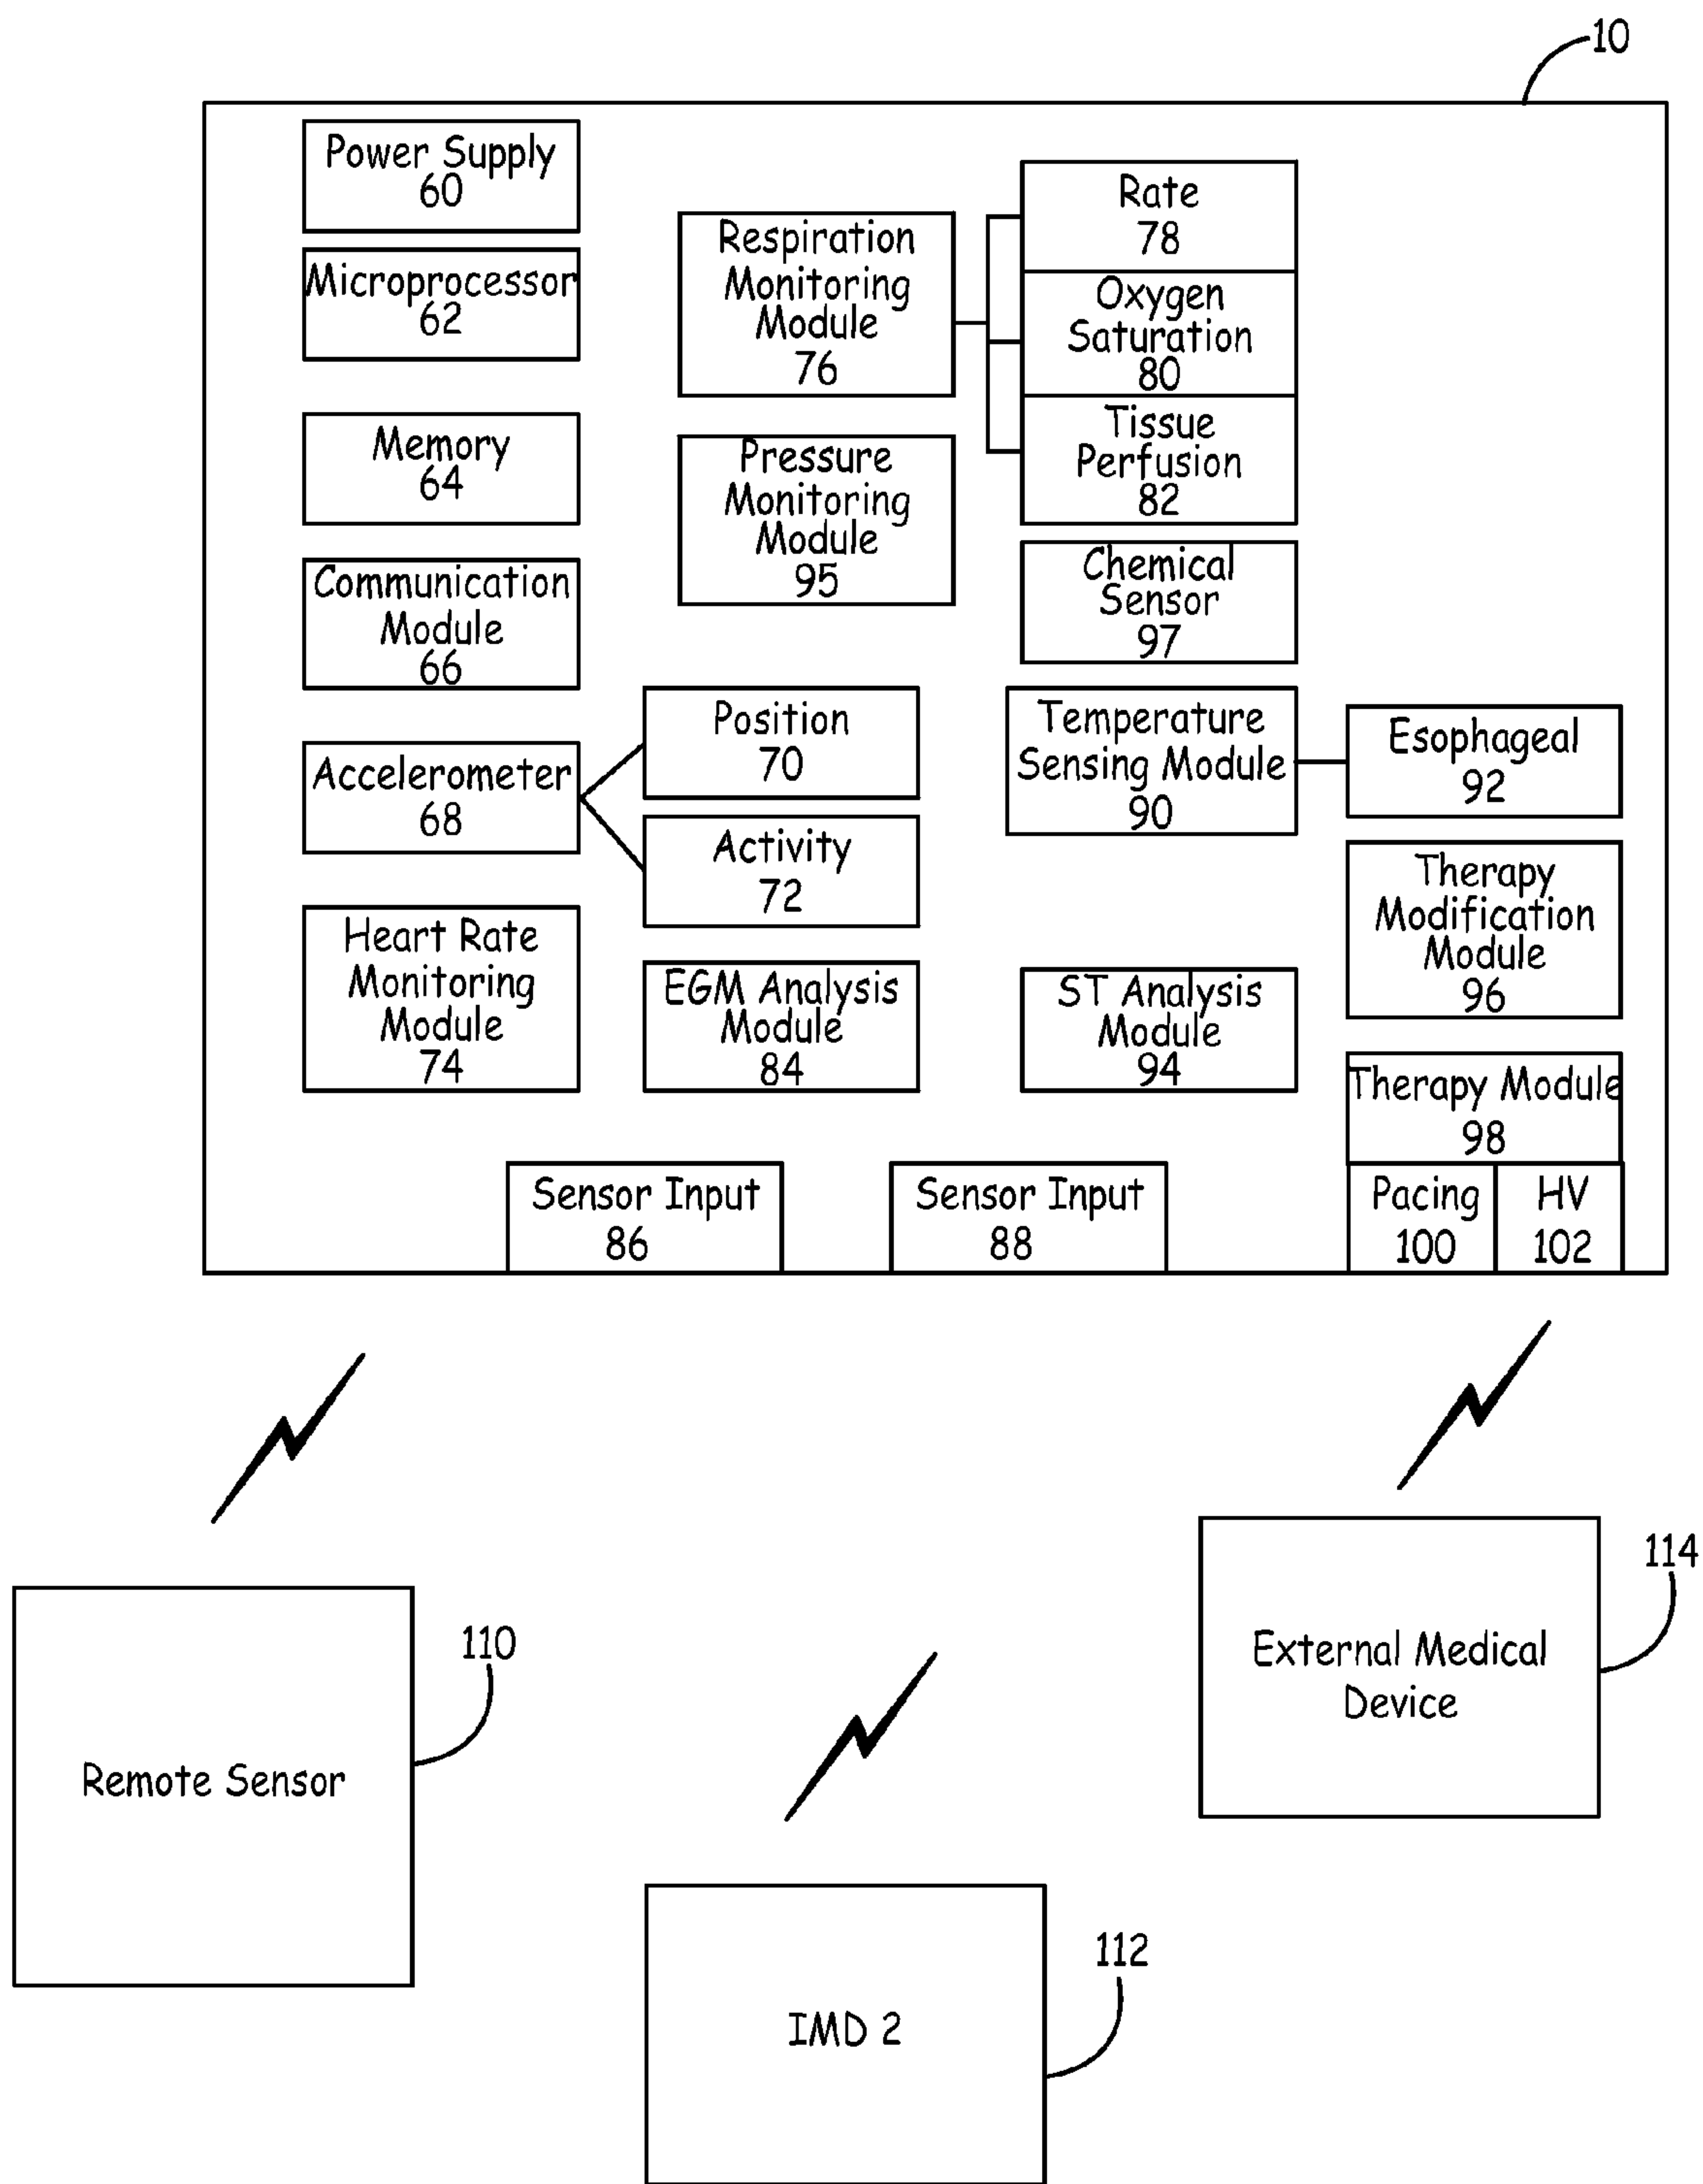 10
Power Supply
60
Microprocessor
62
Memory
64
Communication
Module
66
Accelerometer
68
Position
70
Activity
72
Heart Rate
Monitoring
Module
74
Respiration
Monitoring
Module
76
Rate
78
Oxygen
Saturation
80
Tissue
Perfusion
82
Pressure
Monitoring
Module
95
Chemical
Sensor
97
Temperature
Sensing Module
90
Esophageal
92
Therapy
Modification
Module
96
EGM Analysis
Module
84
ST Analysis
Module
94
Therapy Module
98
Pacing
100
HV
102
Sensor Input
86
Sensor Input
88
Remote Sensor
110
IMD 2
112
External Medical
Device
114